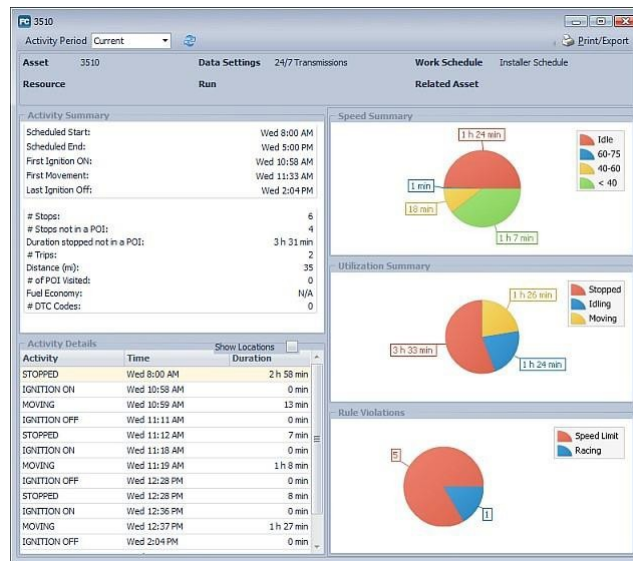 FC 3510
Activity Period Current Print/Export
Asset 3510 Data Settings 24/7 Transmissions Work Schedule Installer Schedule
Resource Run Related Asset
Activity Summary
Scheduled Start: Wed 8:00 AM
Scheduled End: Wed 5:00 PM
First Ignition ON: Wed 10:58 AM
First Movement: Wed 11:33 AM
Last Ignition Off: Wed 2:04 PM
# Stops: 6
# Stops not in a POI: 4
Duration stopped not in a POI: 3 h 31 min
# Trips: 2
Distance (mi): 35
# of POI Visited: 0
Fuel Economy: N/A
# DTC Codes: 0
Activity Details
Show Locations
Activity Time Duration
STOPPED Wed 8:00 AM 2 h 58 min
IGNITION ON Wed 10:58 AM 0 min
MOVING Wed 10:59 AM 13 min
IGNITION OFF Wed 11:11 AM 0 min
STOPPED Wed 11:12 AM 7 min
IGNITION ON Wed 11:18 AM 0 min
MOVING Wed 11:19 AM 1 h 8 min
IGNITION OFF Wed 12:28 PM 0 min
STOPPED Wed 12:28 PM 8 min
IGNITION ON Wed 12:36 PM 0 min
MOVING Wed 12:37 PM 1 h 27 min
IGNITION OFF Wed 2:04 PM 0 min
Speed Summary
1 h 24 min
1 min
18 min
1 h 7 min
Idle
60-75
40-60
< 40
Utilization Summary
1 h 26 min
3 h 33 min
1 h 24 min
Stopped
Idling
Moving
Rule Violations
5
1
Speed Limit
Racing